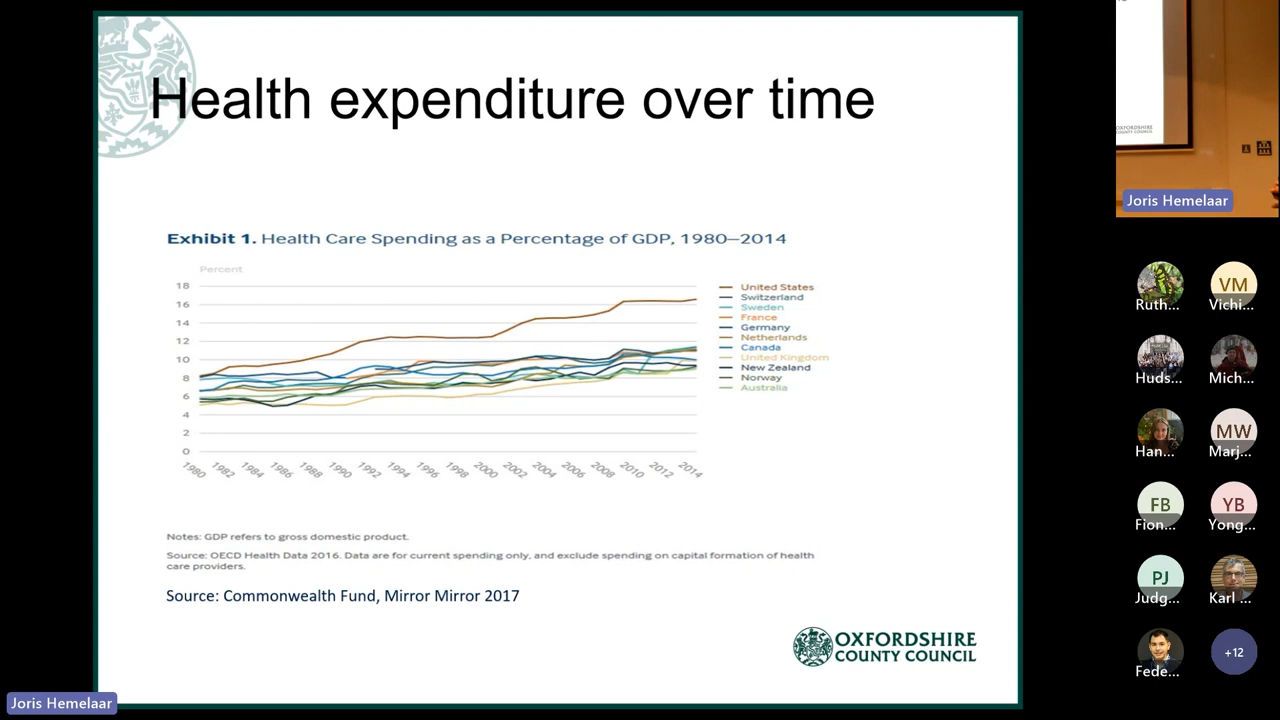 Health expenditure over time
Exhibit 1. Health Care Spending as a Percentage of GDP, 1980–2014
Percent
18
16
14
12
10
8
6
4
2
0
1980 1982 1984 1986 1988 1990 1992 1994 1996 1998 2000 2002 2004 2006 2008 2010 2012 2014
United States
Switzerland
Sweden
France
Germany
Netherlands
Canada
United Kingdom
New Zealand
Norway
Australia
Notes: GDP refers to gross domestic product.
Source: OECD Health Data 2016. Data are for current spending only, and exclude spending on capital formation of health
care providers.
Source: Commonwealth Fund, Mirror Mirror 2017
OXFORDSHIRE
COUNTY COUNCIL
Joris Hemelaar
OXFORDSHIRE
COUNTY COUNCIL
Joris Hemelaar
VM
Ruth... Vichi...
Huds... Mich...
MW
Han... Marj...
FB YB
Fion... Yong...
PJ
Judg... Karl ...
+12
Fede...